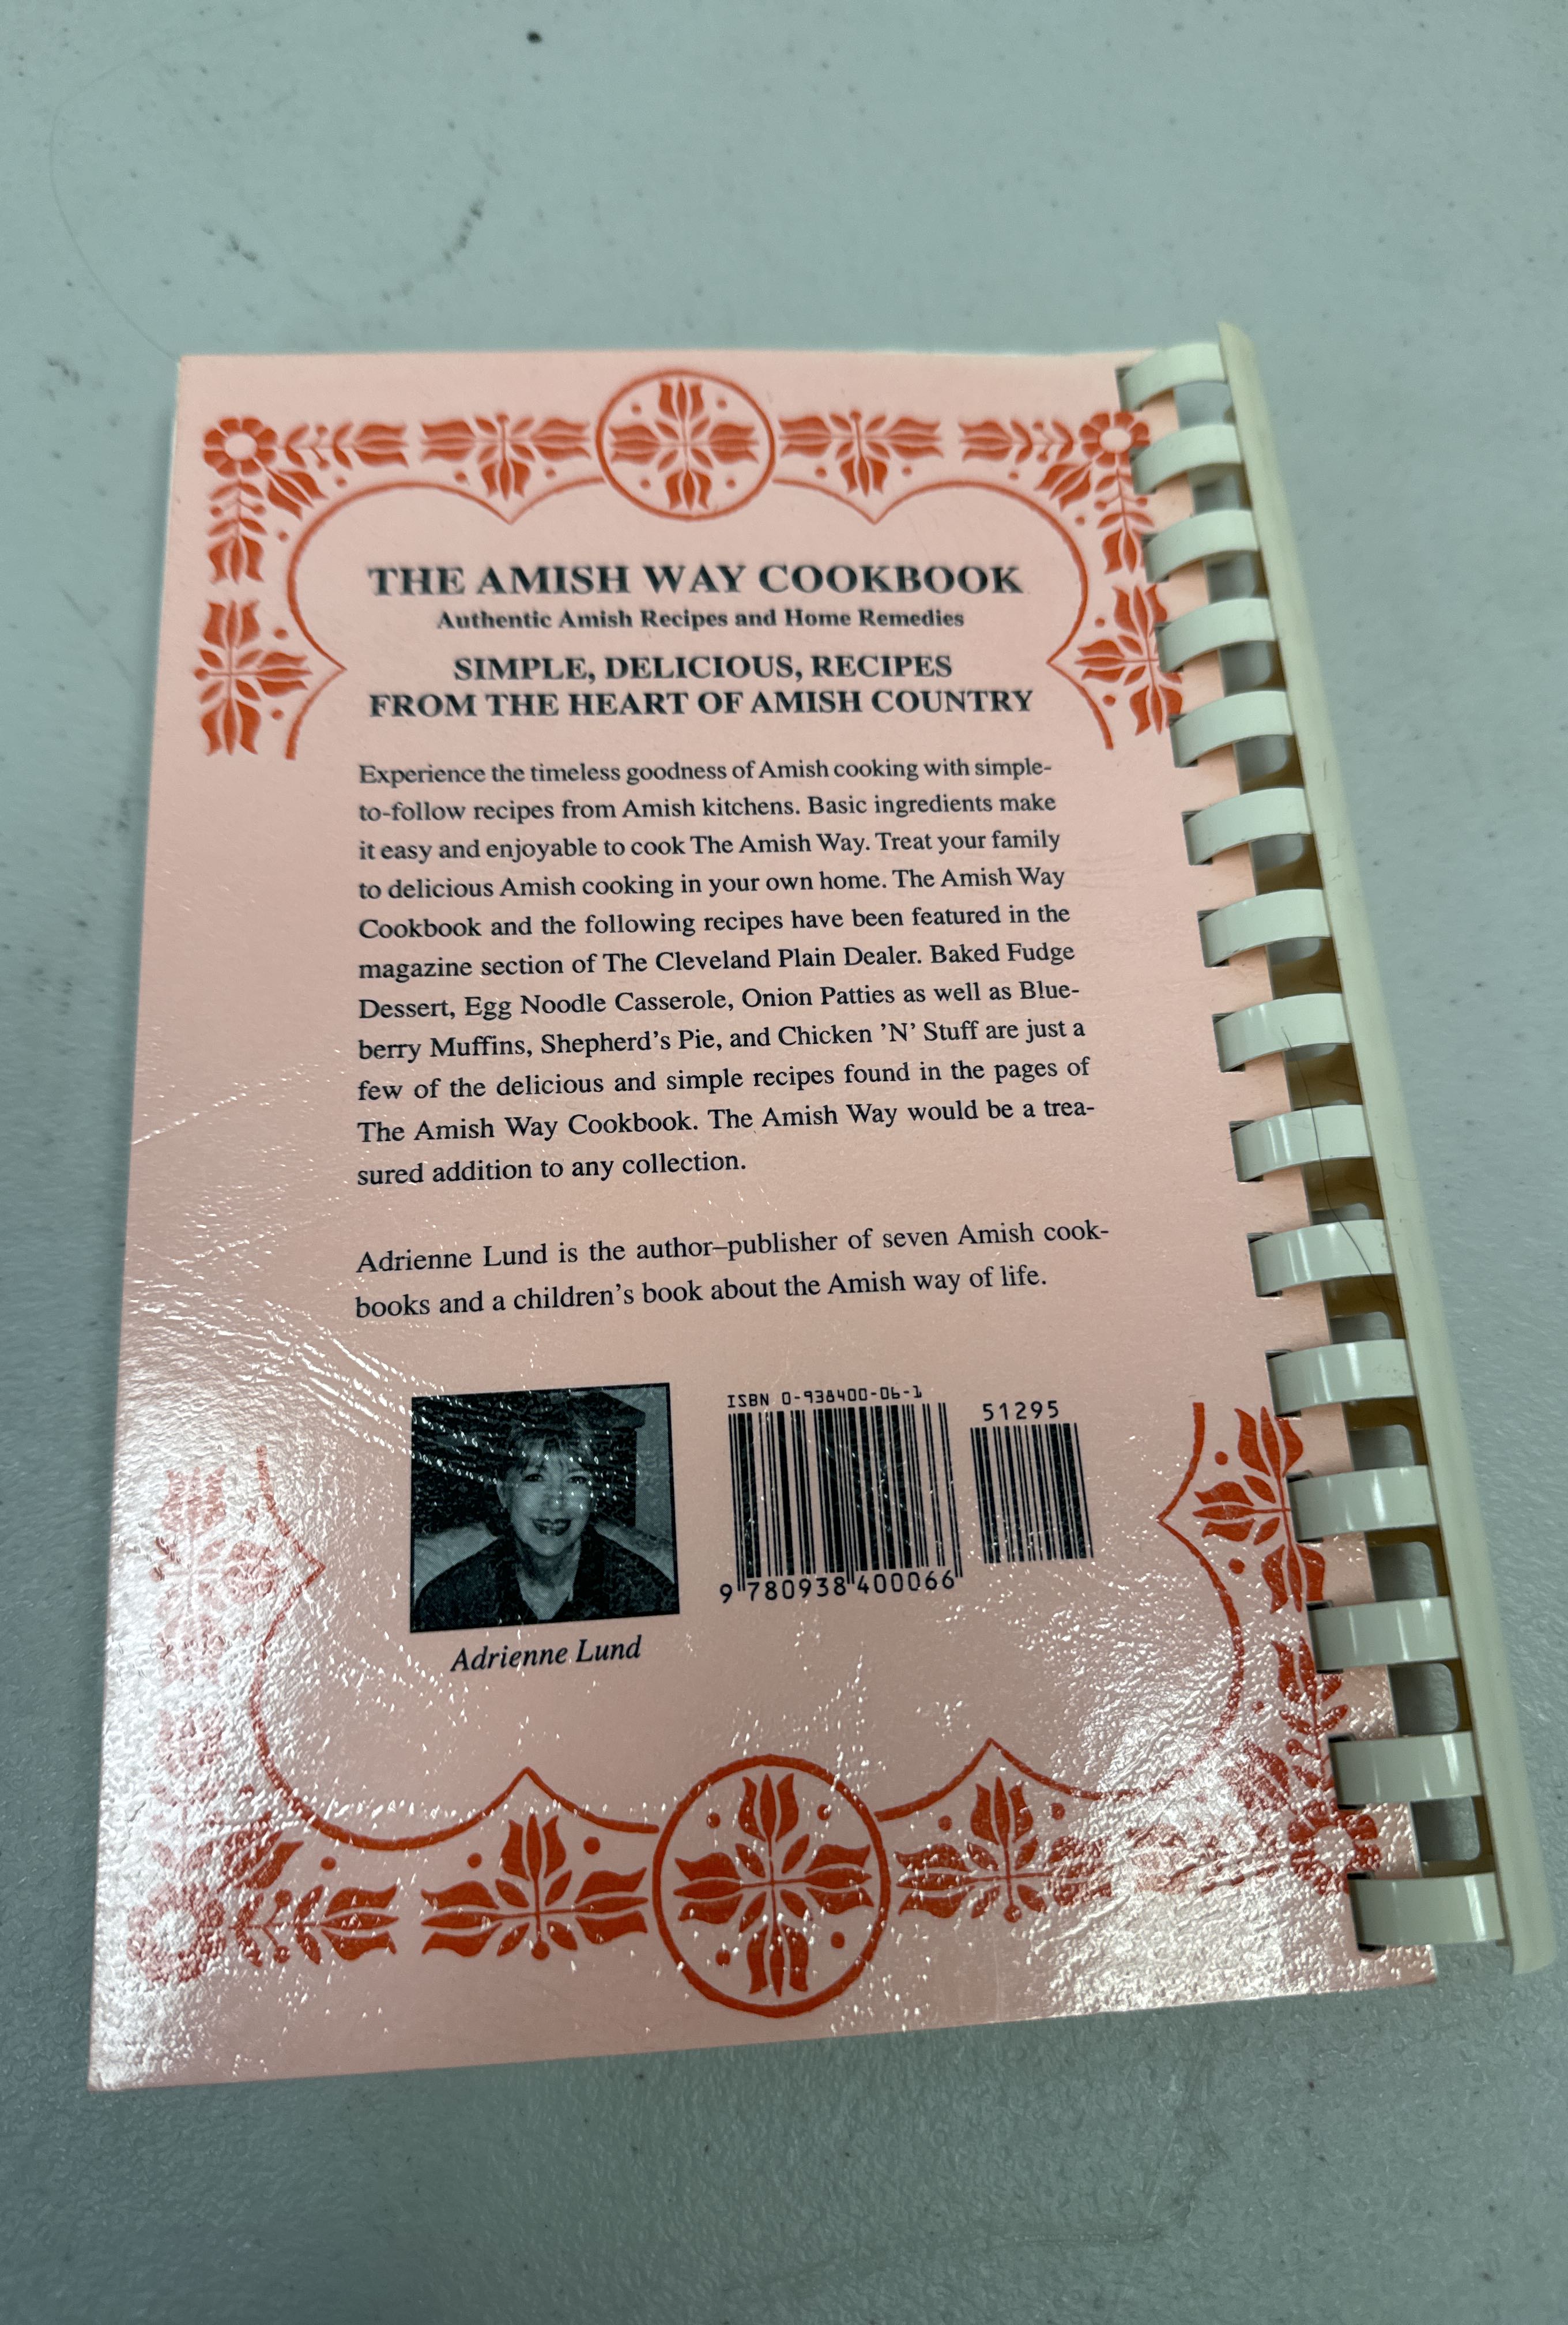 THE AMISH WAY COOKBOOK
Authentic Amish Recipes and Home Remedies
SIMPLE, DELICIOUS, RECIPES
FROM THE HEART OF AMISH COUNTRY
Experience the timeless goodness of Amish cooking with simple-
to-follow recipes from Amish kitchens. Basic ingredients make
it easy and enjoyable to cook The Amish Way. Treat your family
to delicious Amish cooking in your own home. The Amish Way
Cookbook and the following recipes have been featured in the
magazine section of The Cleveland Plain Dealer. Baked Fudge
Dessert, Egg Noodle Casserole, Onion Patties as well as Blue-
berry Muffins, Shepherd's Pie, and Chicken 'N' Stuff are just a
few of the delicious and simple recipes found in the pages of
The Amish Way Cookbook. The Amish Way would be a trea-
sured addition to any collection.
Adrienne Lund is the author–publisher of seven Amish cook-
books and a children's book about the Amish way of life.
ISBN 0-938400-06-1
51295
9 780938 400066
Adrienne Lund